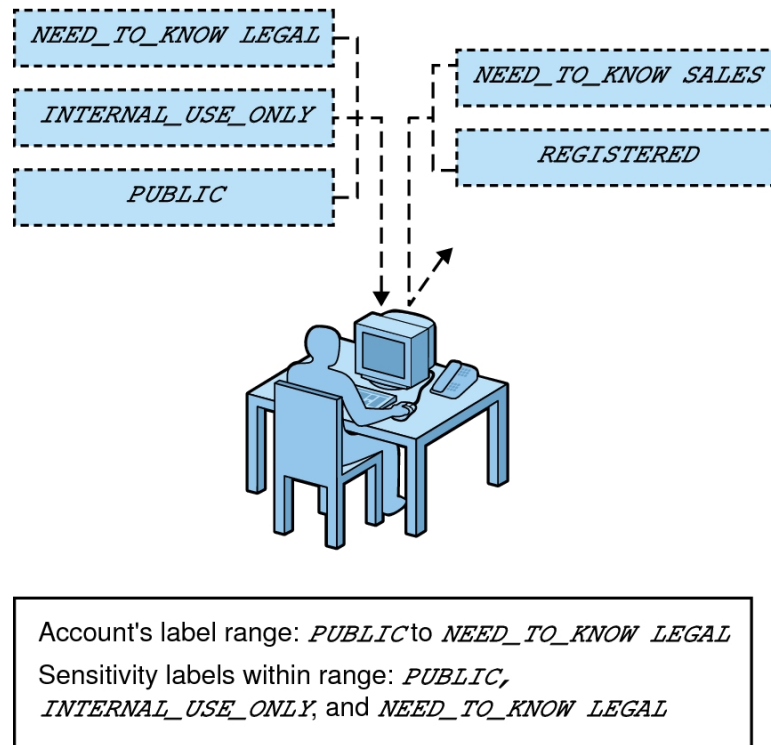 NEED_TO_KNOW LEGAL
INTERNAL_USE_ONLY
PUBLIC
NEED_TO_KNOW SALES
REGISTERED
Account's label range: PUBLIC to NEED_TO_KNOW LEGAL
Sensitivity labels within range: PUBLIC,
INTERNAL_USE_ONLY, and NEED_TO_KNOW LEGAL